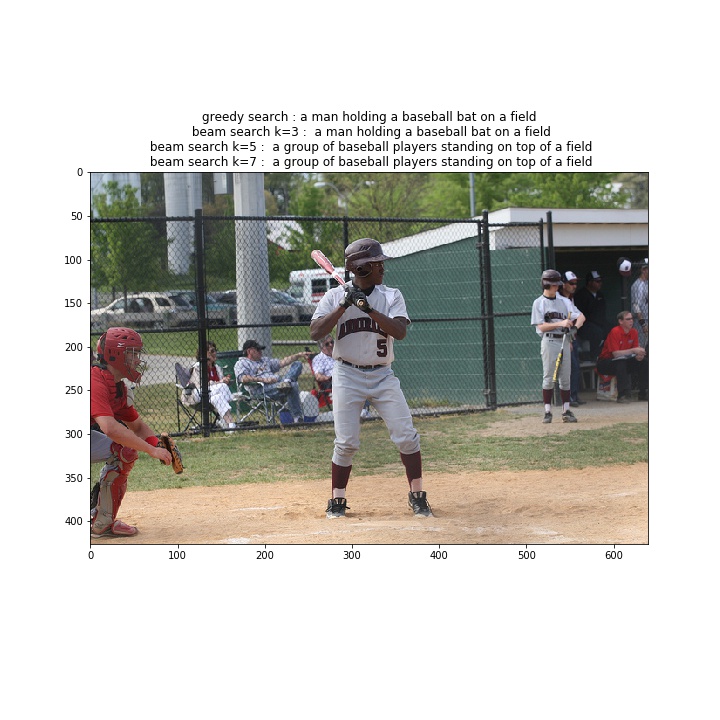 greedy search : a man holding a baseball bat on a field
beam search k=3 : a man holding a baseball bat on a field
beam search k=5 : a group of baseball players standing on top of a field
beam search k=7 : a group of baseball players standing on top of a field
0
50
100
150
200
250
300
350
400
5
0 100 200 300 400 500 600